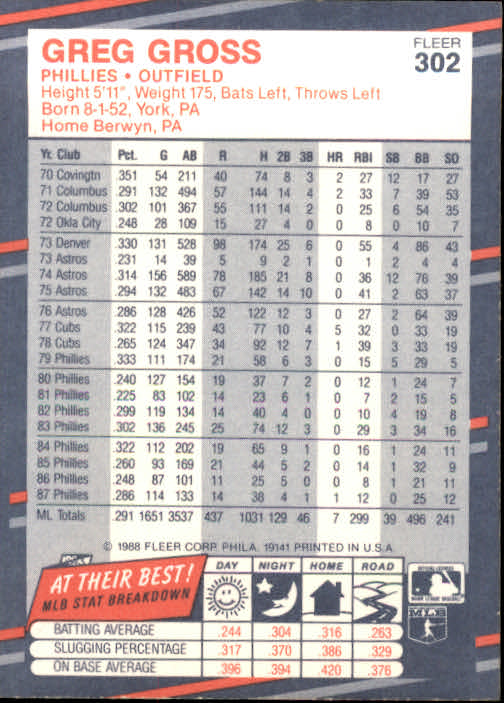 GREG GROSS
FLEER
302
PHILLIES • OUTFIELD
Height 5'11", Weight 175, Bats Left, Throws Left
Born 8-1-52, York, PA
Home Berwyn, PA
Yr. Club Pct. G AB R H 2B 3B HR RBI SB BB SO
70 Covingtn .351 54 211 40 74 8 3 2 27 12 17 27
71 Columbus .291 132 494 57 144 14 4 2 33 7 39 53
72 Columbus .302 101 367 55 111 14 2 0 25 6 54 35
72 Okla City .248 28 109 15 27 4 0 0 8 0 10 7
73 Denver .330 131 528 98 174 25 6 0 55 4 86 43
73 Astros .231 14 39 5 9 2 1 0 1 2 4 4
74 Astros .314 156 589 78 185 21 8 0 36 12 76 39
75 Astros .294 132 483 67 142 14 10 0 41 2 63 37
76 Astros .286 128 426 52 122 12 3 0 27 2 64 39
77 Cubs .322 115 239 43 77 10 4 5 32 0 33 19
78 Cubs .265 124 347 34 92 12 7 1 39 3 33 19
79 Phillies .333 111 174 21 58 6 3 0 15 5 29 5
80 Phillies .240 127 154 19 37 7 2 0 12 1 24 7
81 Phillies .225 83 102 14 23 6 1 0 7 2 15 5
82 Phillies .299 119 134 14 40 4 0 0 10 4 19 8
83 Phillies .302 136 245 25 74 12 3 0 29 3 34 16
84 Phillies .322 112 202 19 65 9 1 0 16 1 24 11
85 Phillies .260 93 169 21 44 5 2 0 14 1 32 9
86 Phillies .248 87 101 11 25 5 0 0 8 1 21 11
87 Phillies .286 114 133 14 38 4 1 1 12 0 25 12
ML Totals .291 1651 3537 437 1031 129 46 7 299 39 496 241
© 1988 FLEER CORP. PHILA. 19141 PRINTED IN U.S.A.
AT THEIR BEST!
MLB STAT BREAKDOWN
DAY NIGHT HOME ROAD
BATTING AVERAGE .244 .304 .316 .263
SLUGGING PERCENTAGE .317 .370 .386 .329
ON BASE AVERAGE .396 .394 .420 .376
MLB